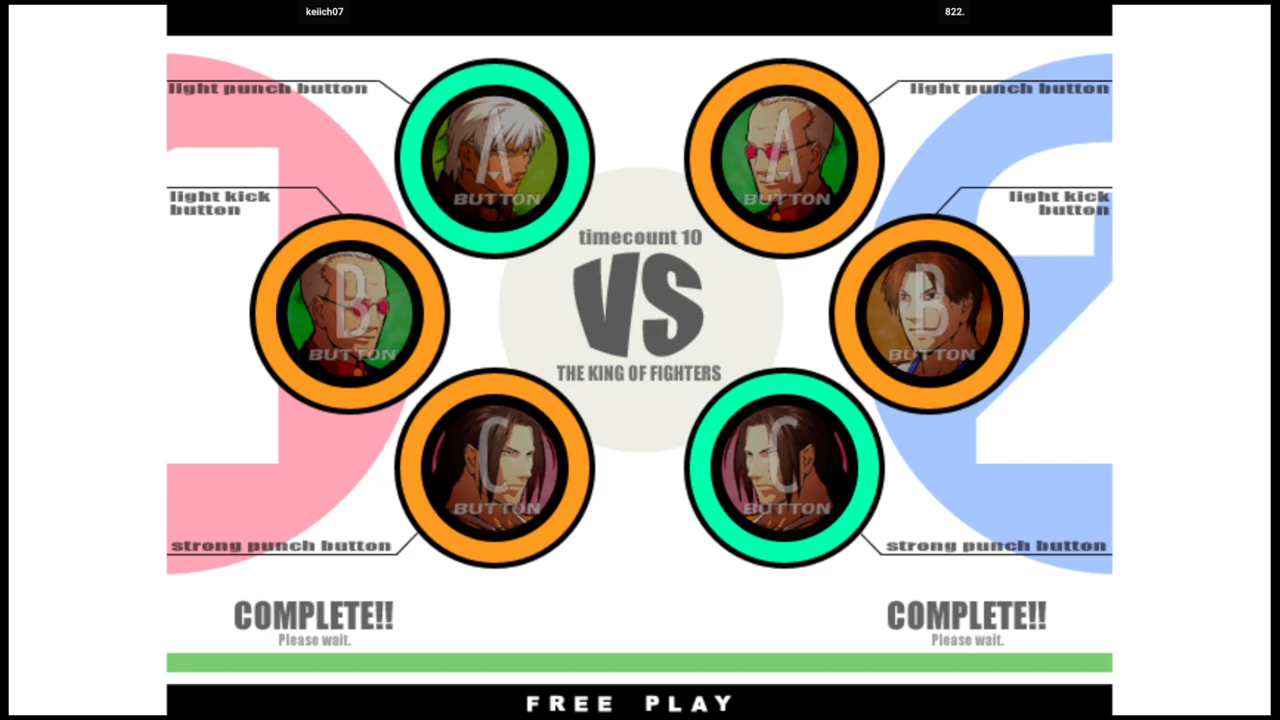 keiich07
822.
light punch button
light punch button
A
BUTTON
A
BUTTON
light kick
button
light kick
button
timecount 10
VS
THE KING OF FIGHTERS
B
BUTTON
B
BUTTON
C
BUTTON
C
BUTTON
strong punch button
strong punch button
COMPLETE!!
Please wait.
COMPLETE!!
Please wait.
FREE PLAY